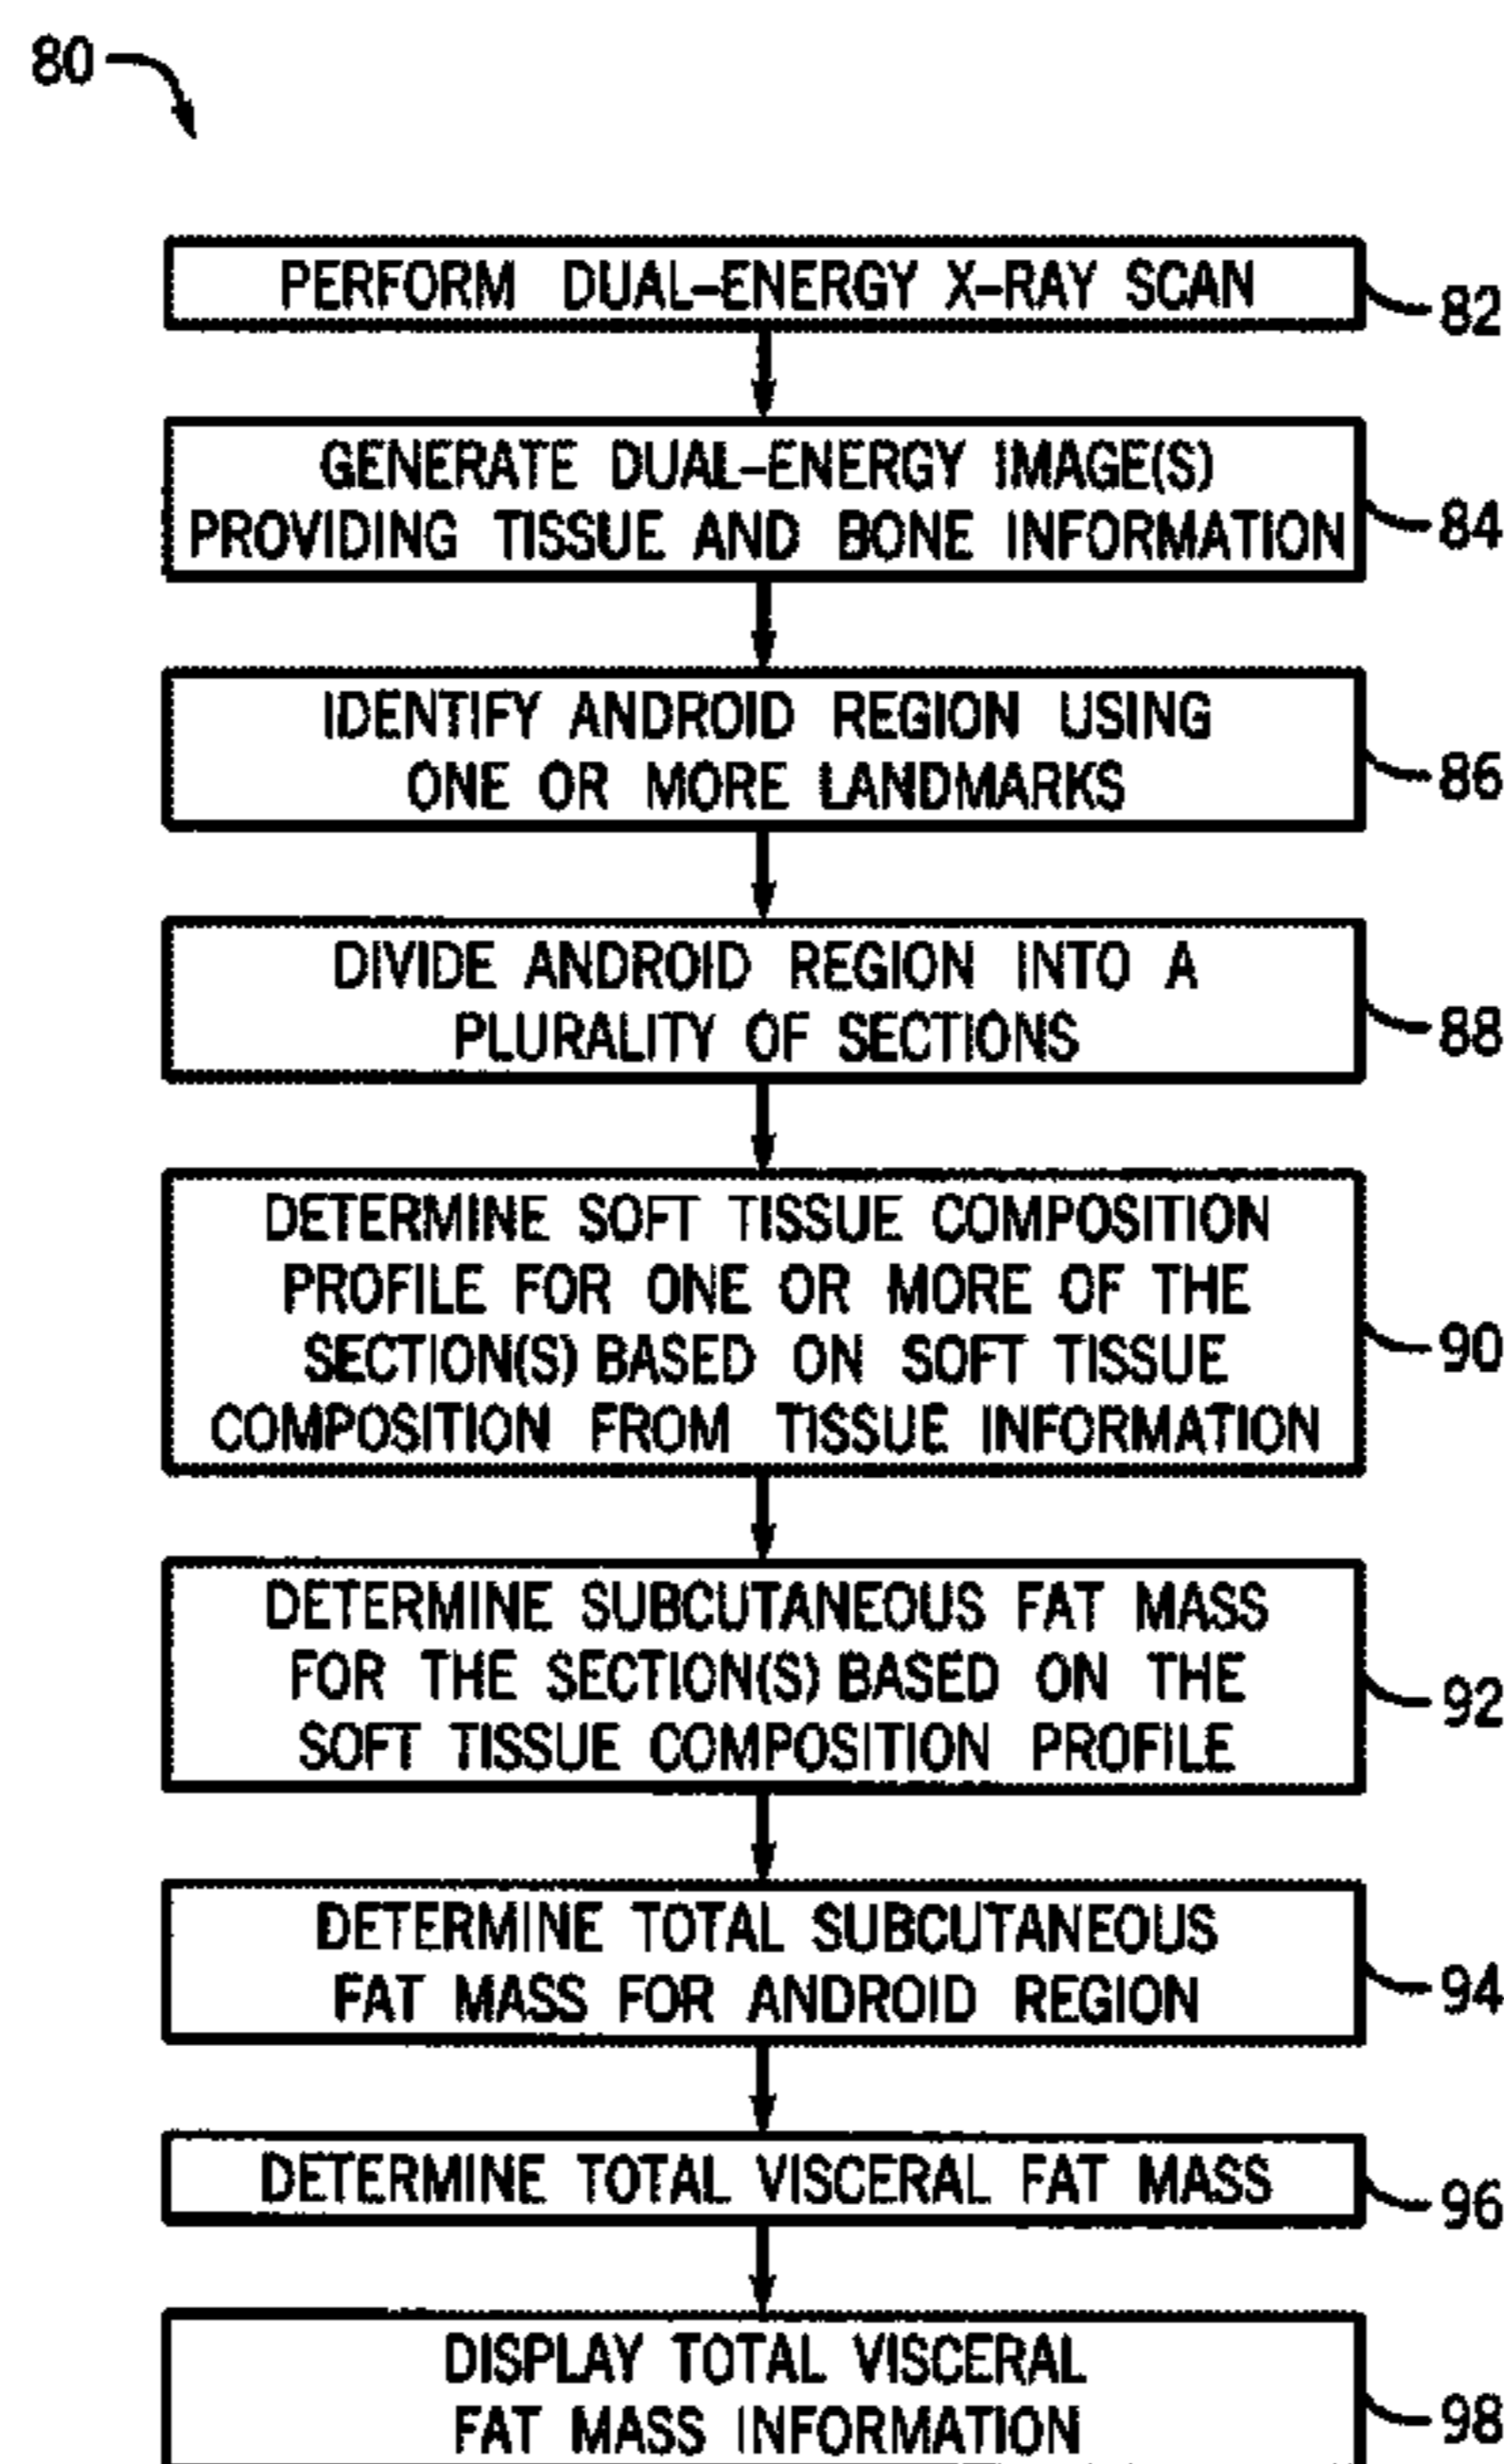 80
PERFORM DUAL-ENERGY X-RAY SCAN
82
GENERATE DUAL-ENERGY IMAGE(S)
PROVIDING TISSUE AND BONE INFORMATION
84
IDENTIFY ANDROID REGION USING
ONE OR MORE LANDMARKS
86
DIVIDE ANDROID REGION INTO A
PLURALITY OF SECTIONS
88
DETERMINE SOFT TISSUE COMPOSITION
PROFILE FOR ONE OR MORE OF THE
SECTION(S) BASED ON SOFT TISSUE
COMPOSITION FROM TISSUE INFORMATION
90
DETERMINE SUBCUTANEOUS FAT MASS
FOR THE SECTION(S) BASED ON THE
SOFT TISSUE COMPOSITION PROFILE
92
DETERMINE TOTAL SUBCUTANEOUS
FAT MASS FOR ANDROID REGION
94
DETERMINE TOTAL VISCERAL FAT MASS
96
DISPLAY TOTAL VISCERAL
FAT MASS INFORMATION
98